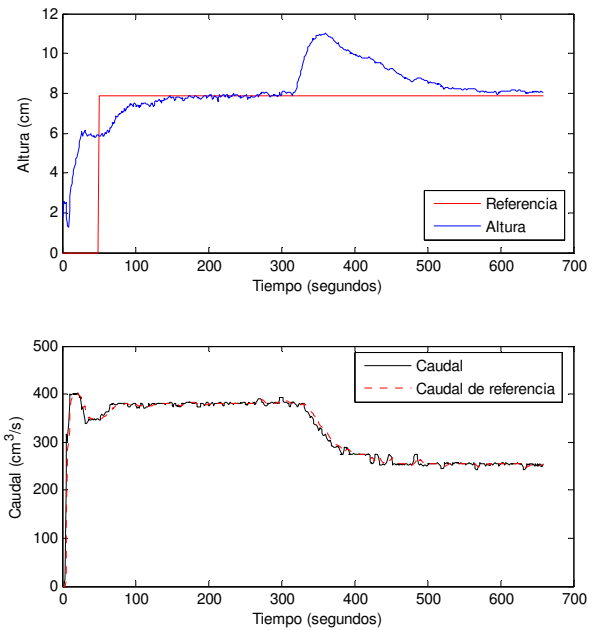 12
10
8
6
4
2
0
Altura (cm)
Referencia
Altura
0 100 200 300 400 500 600 700
Tiempo (segundos)
500
400
300
200
100
0
Caudal (cm³/s)
Caudal
Caudal de referencia
0 100 200 300 400 500 600 700
Tiempo (segundos)